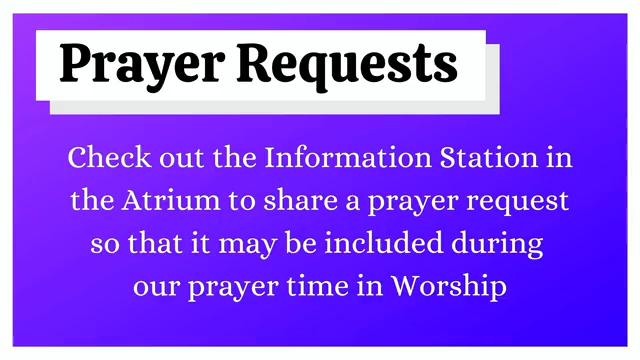 Prayer Requests
Check out the Information Station in
the Atrium to share a prayer request
so that it may be included during
our prayer time in Worship